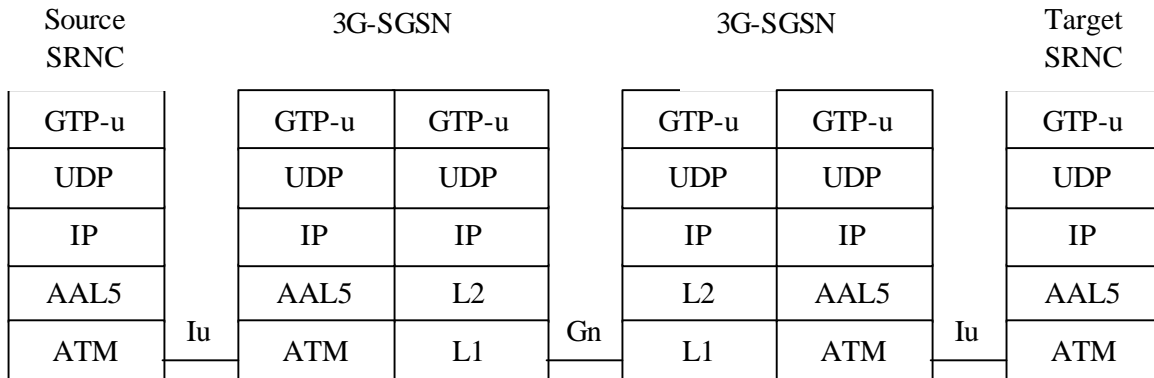 Source
SRNC
3G-SGSN
3G-SGSN
Target
SRNC
GTP-u
GTP-u
GTP-u
GTP-u
GTP-u
GTP-u
UDP
UDP
UDP
UDP
UDP
UDP
IP
IP
IP
IP
IP
IP
AAL5
AAL5
L2
L2
AAL5
AAL5
ATM
Iu
ATM
L1
Gn
L1
ATM
Iu
ATM